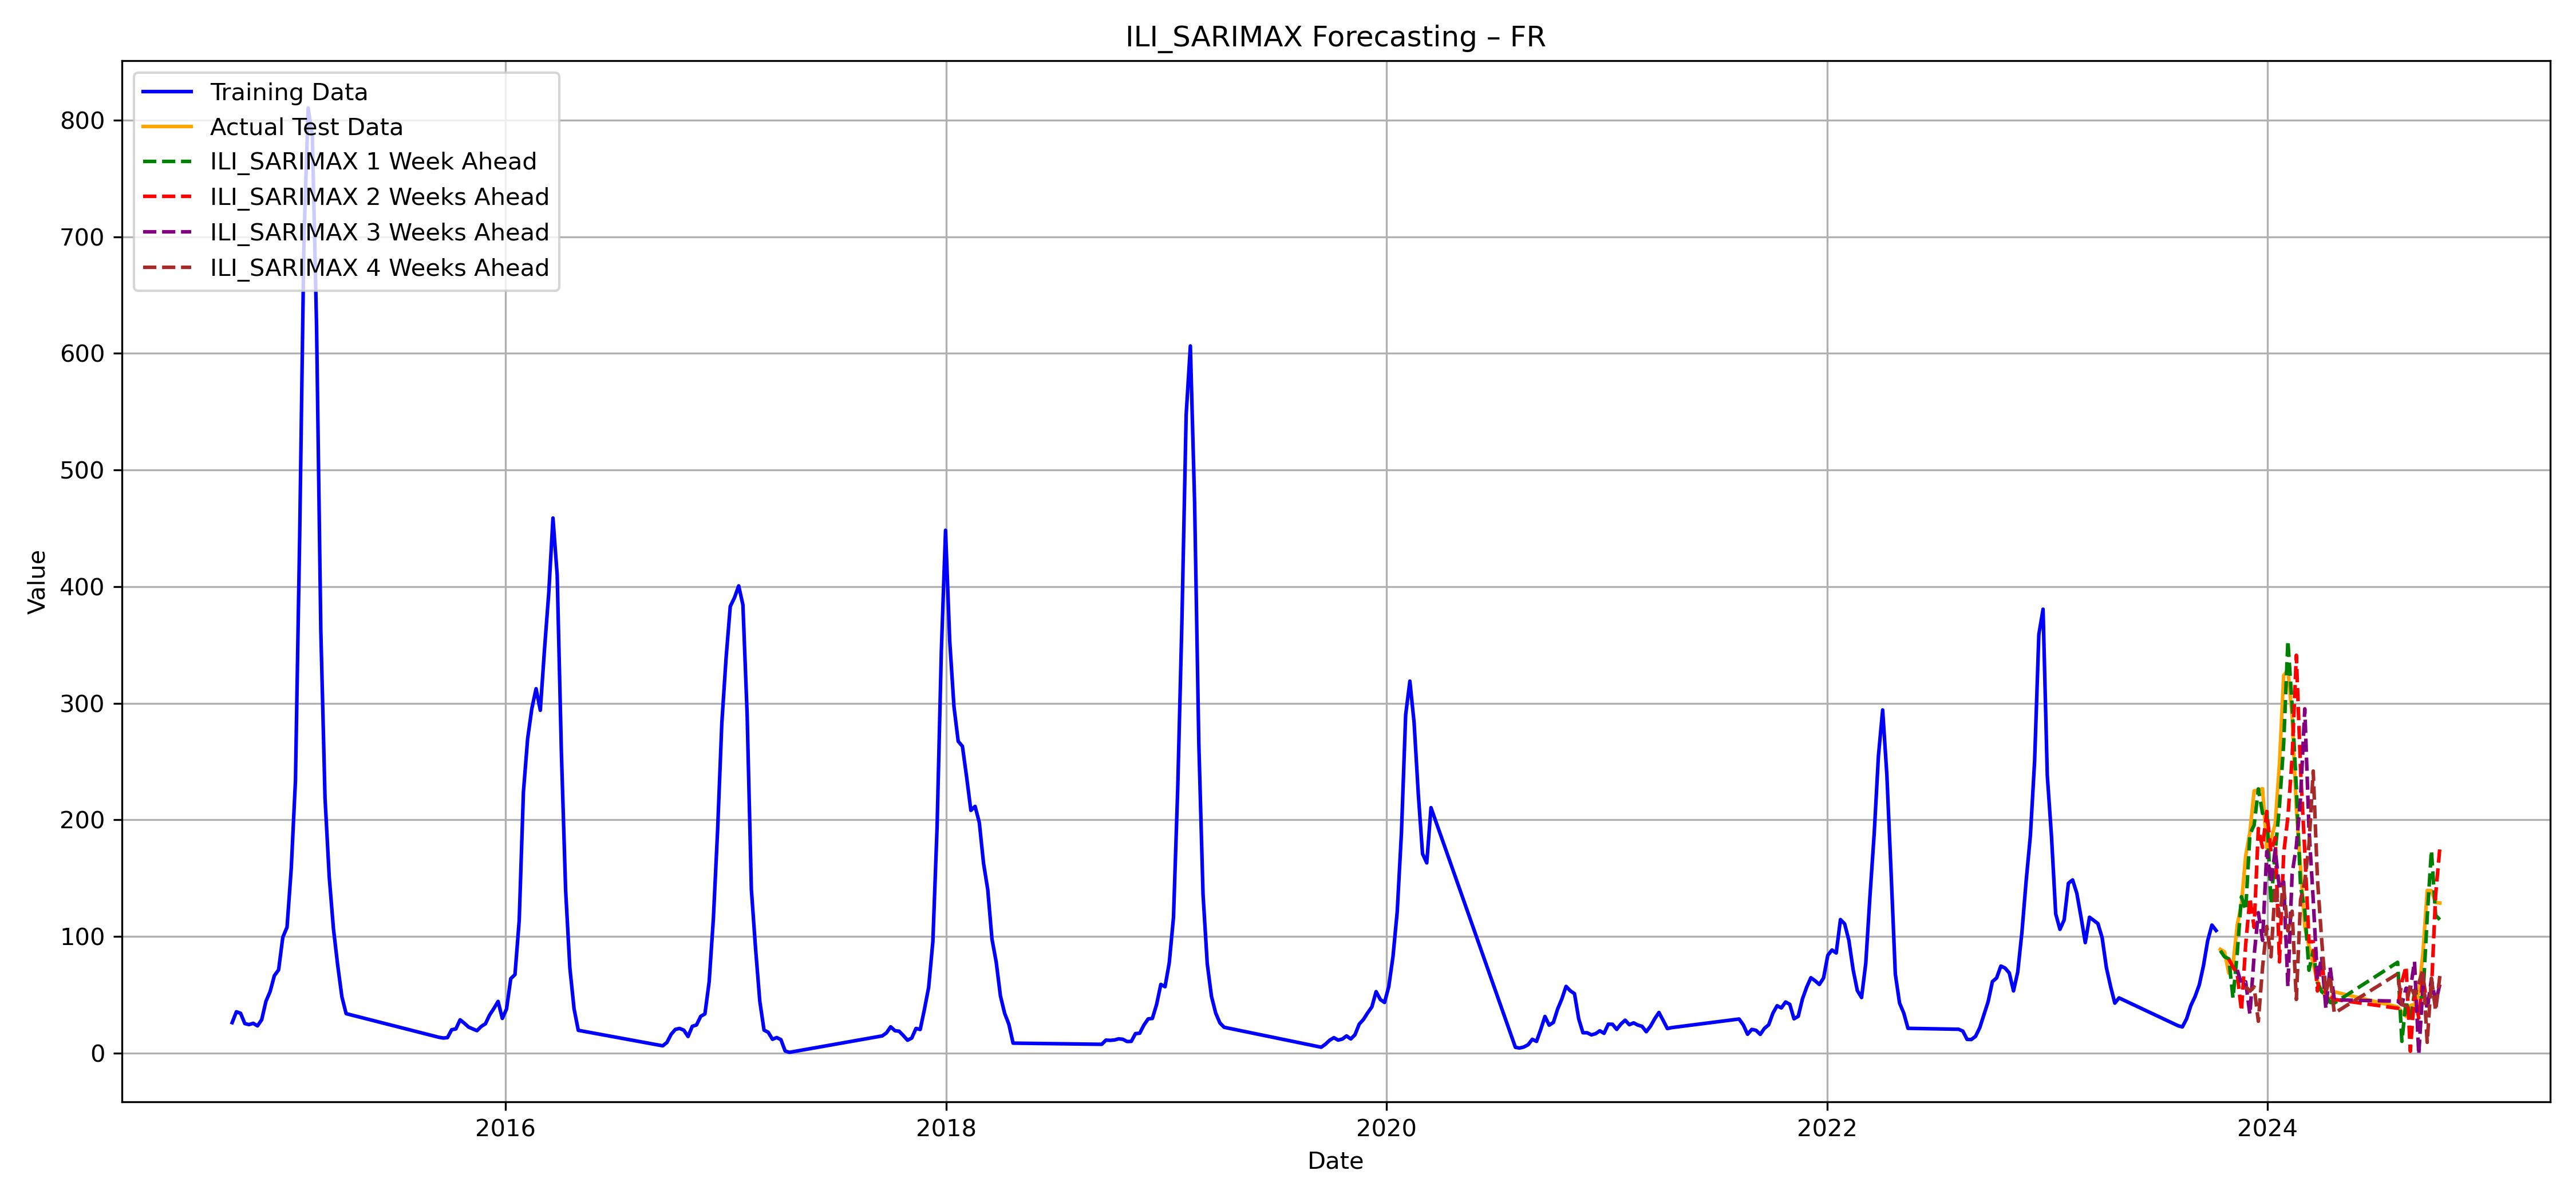 ILI_SARIMAX Forecasting – FR
Training Data
Actual Test Data
ILI_SARIMAX 1 Week Ahead
ILI_SARIMAX 2 Weeks Ahead
ILI_SARIMAX 3 Weeks Ahead
ILI_SARIMAX 4 Weeks Ahead
800
700
600
500
400
300
200
100
0
Value
2016 2018 2020 2022 2024
Date